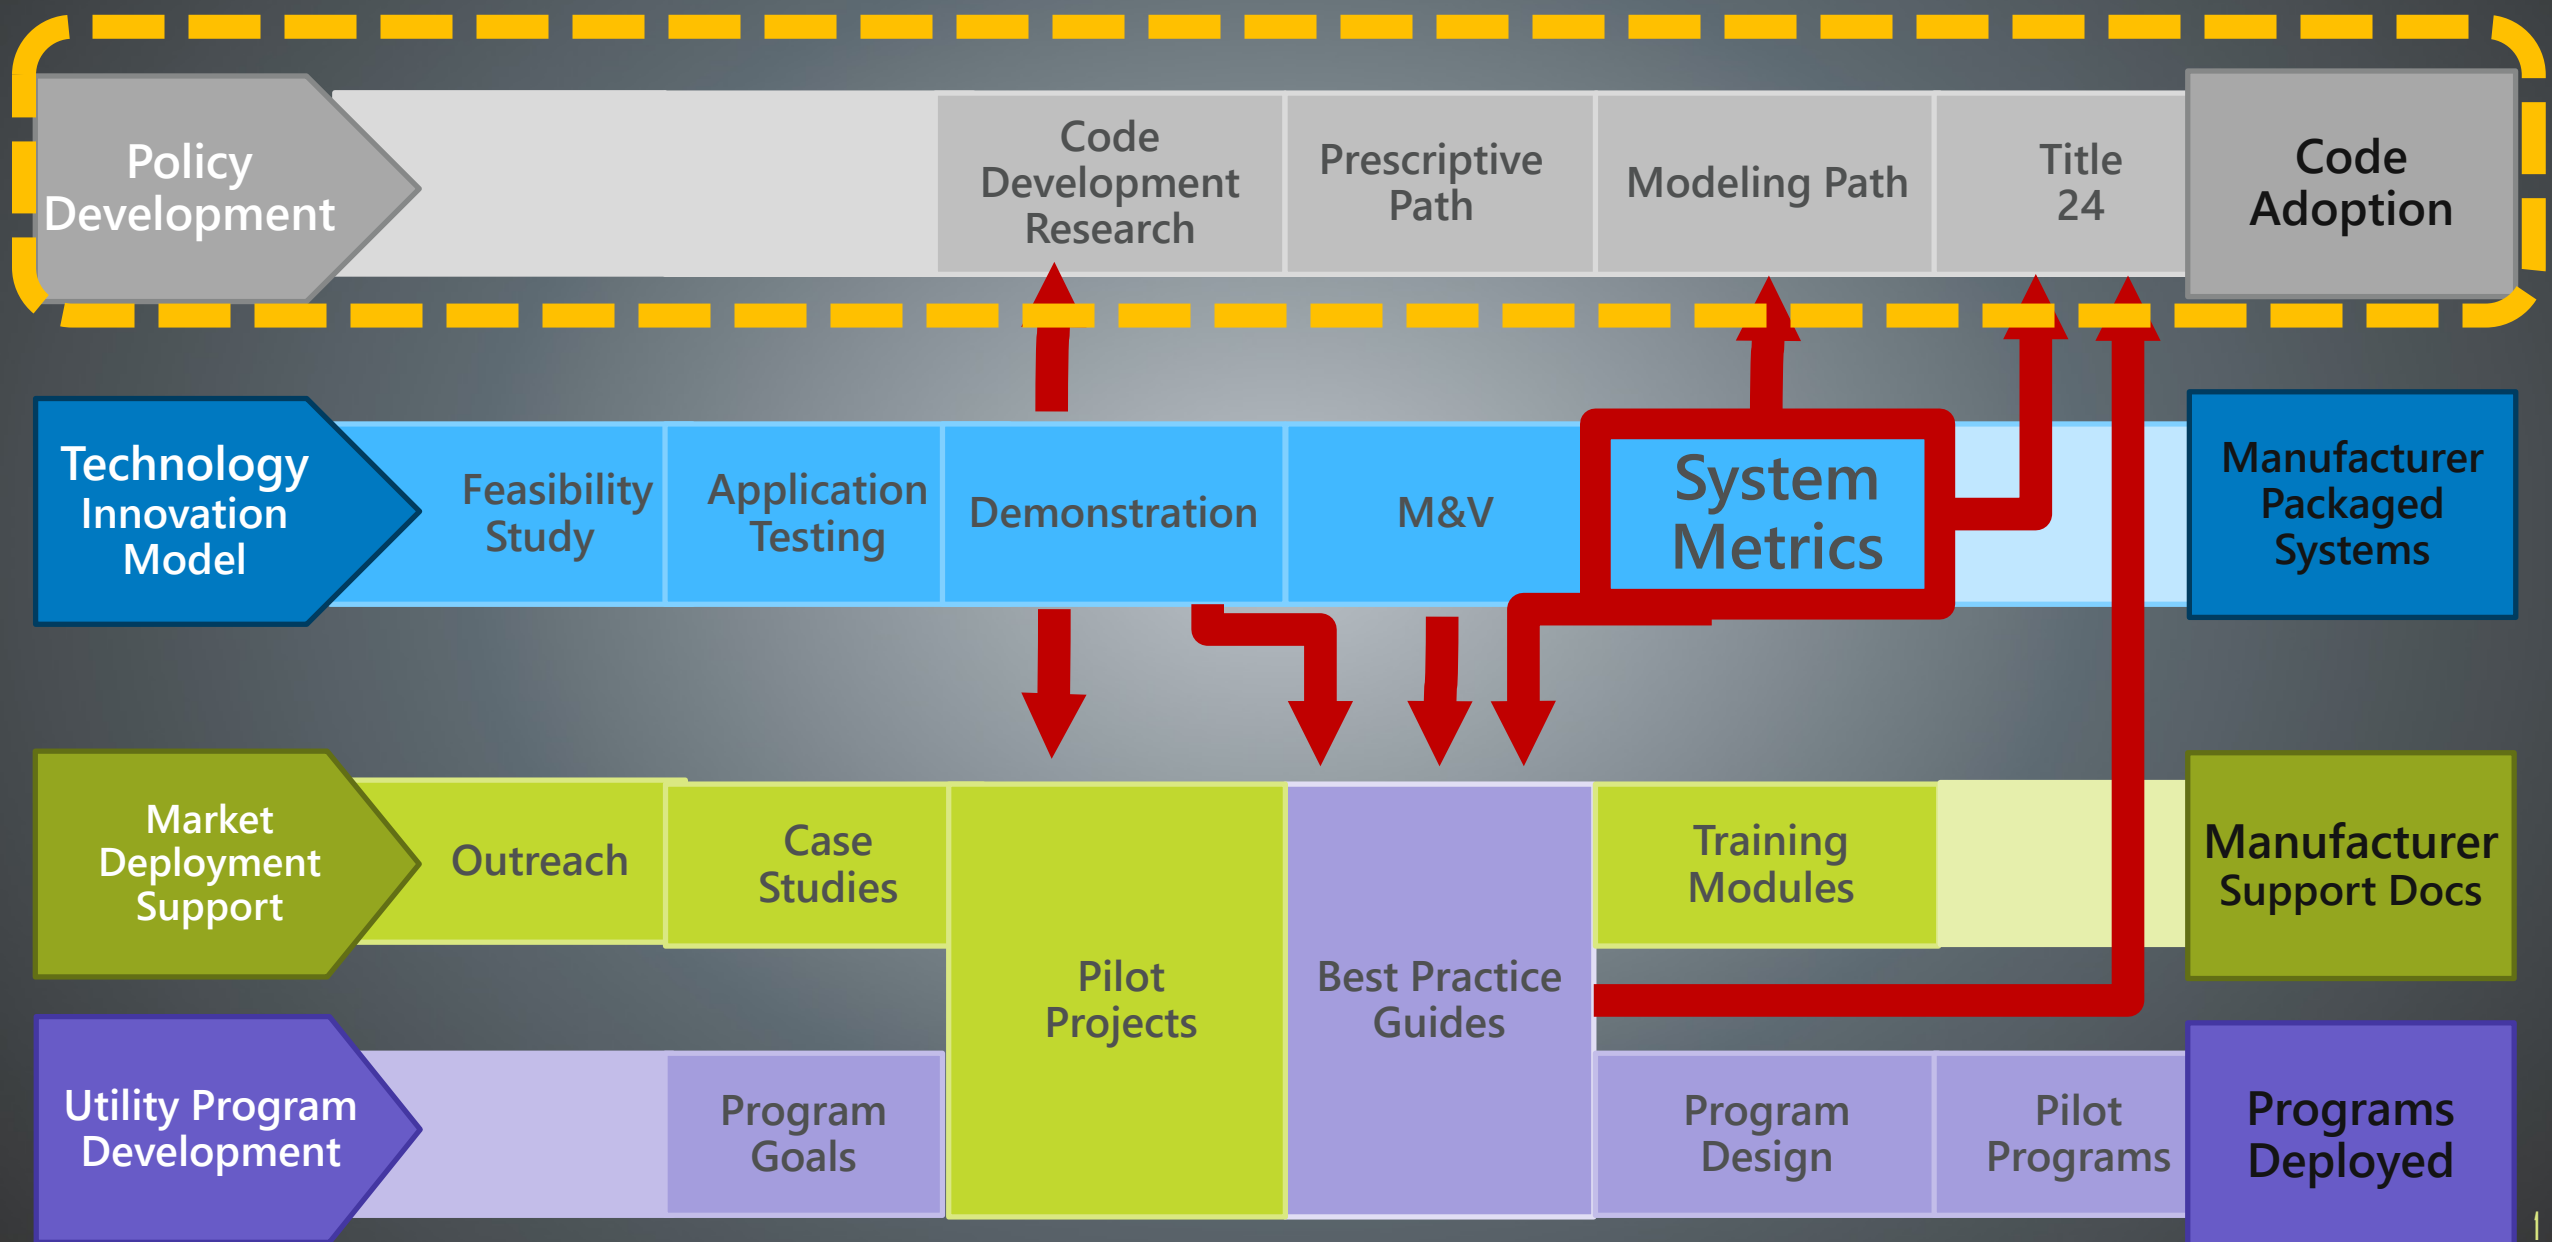 Policy
Development
Code
Development
Research
Prescriptive
Path
Modeling Path
Title
24
Code
Adoption
Technology
Innovation
Model
Feasibility
Study
Application
Testing
Demonstration
M&V
System
Metrics
Manufacturer
Packaged
Systems
Market
Deployment
Support
Outreach
Case
Studies
Pilot
Projects
Best Practice
Guides
Training
Modules
Manufacturer
Support Docs
Utility Program
Development
Program
Goals
Program
Design
Pilot
Programs
Programs
Deployed
1